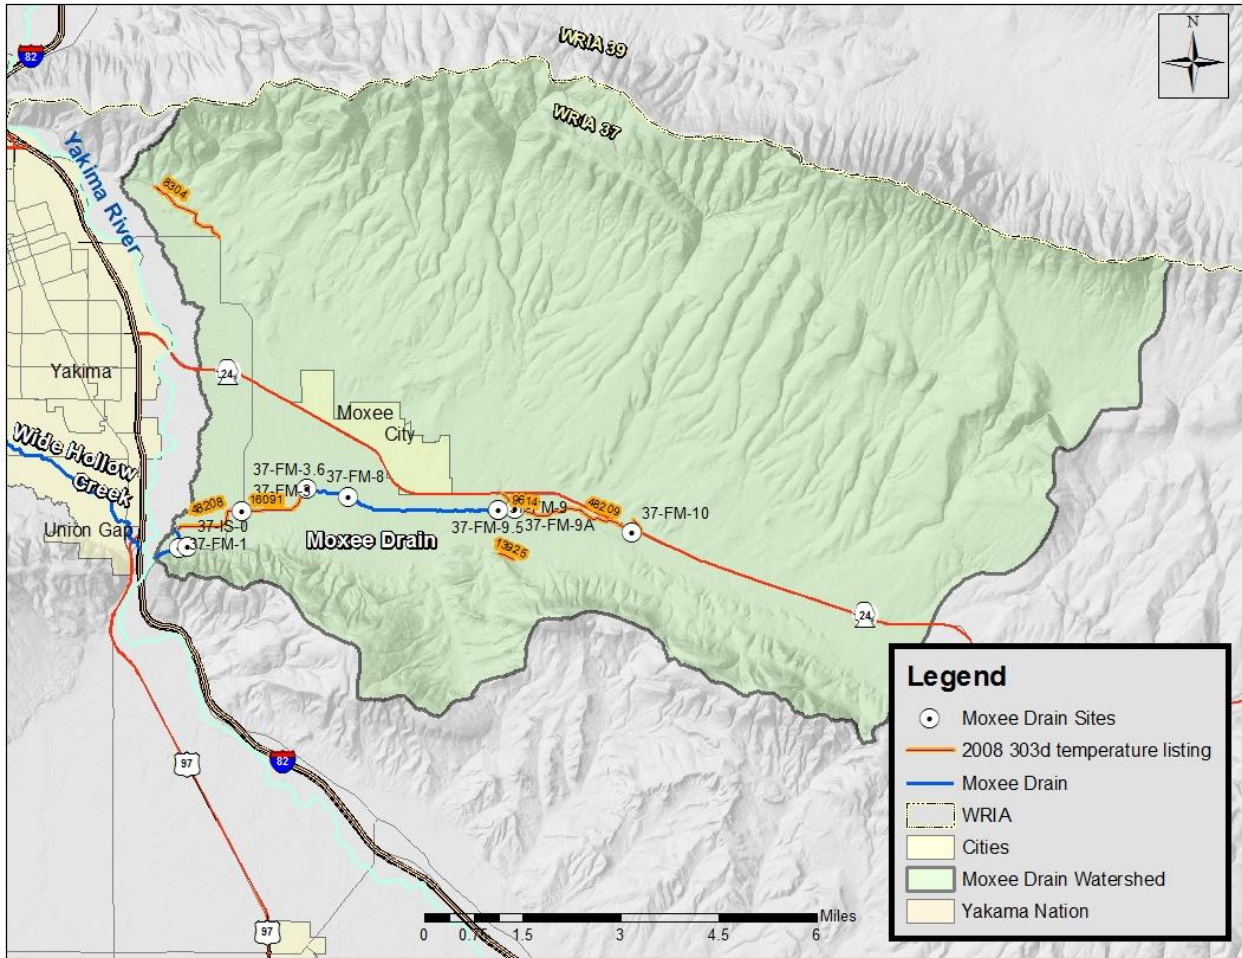 WRIA 39
N
82
WRIA 37
Yakima River
8304
24
Yakima
Moxee
City
Wide Hollow
Creek
37-FM-3.6
37-FM-8
37-FM-3
48208
16091
48209
37-FM-10
37-FM-9.5
37-FM-9A
Union Gap
37-IS-0
37-FM-1
Moxee Drain
13925
24
Legend
Moxee Drain Sites
2008 303d temperature listing
Moxee Drain
WRIA
Cities
Moxee Drain Watershed
Yakama Nation
82
97
97
Miles
0 0.75 1.5 3 4.5 6